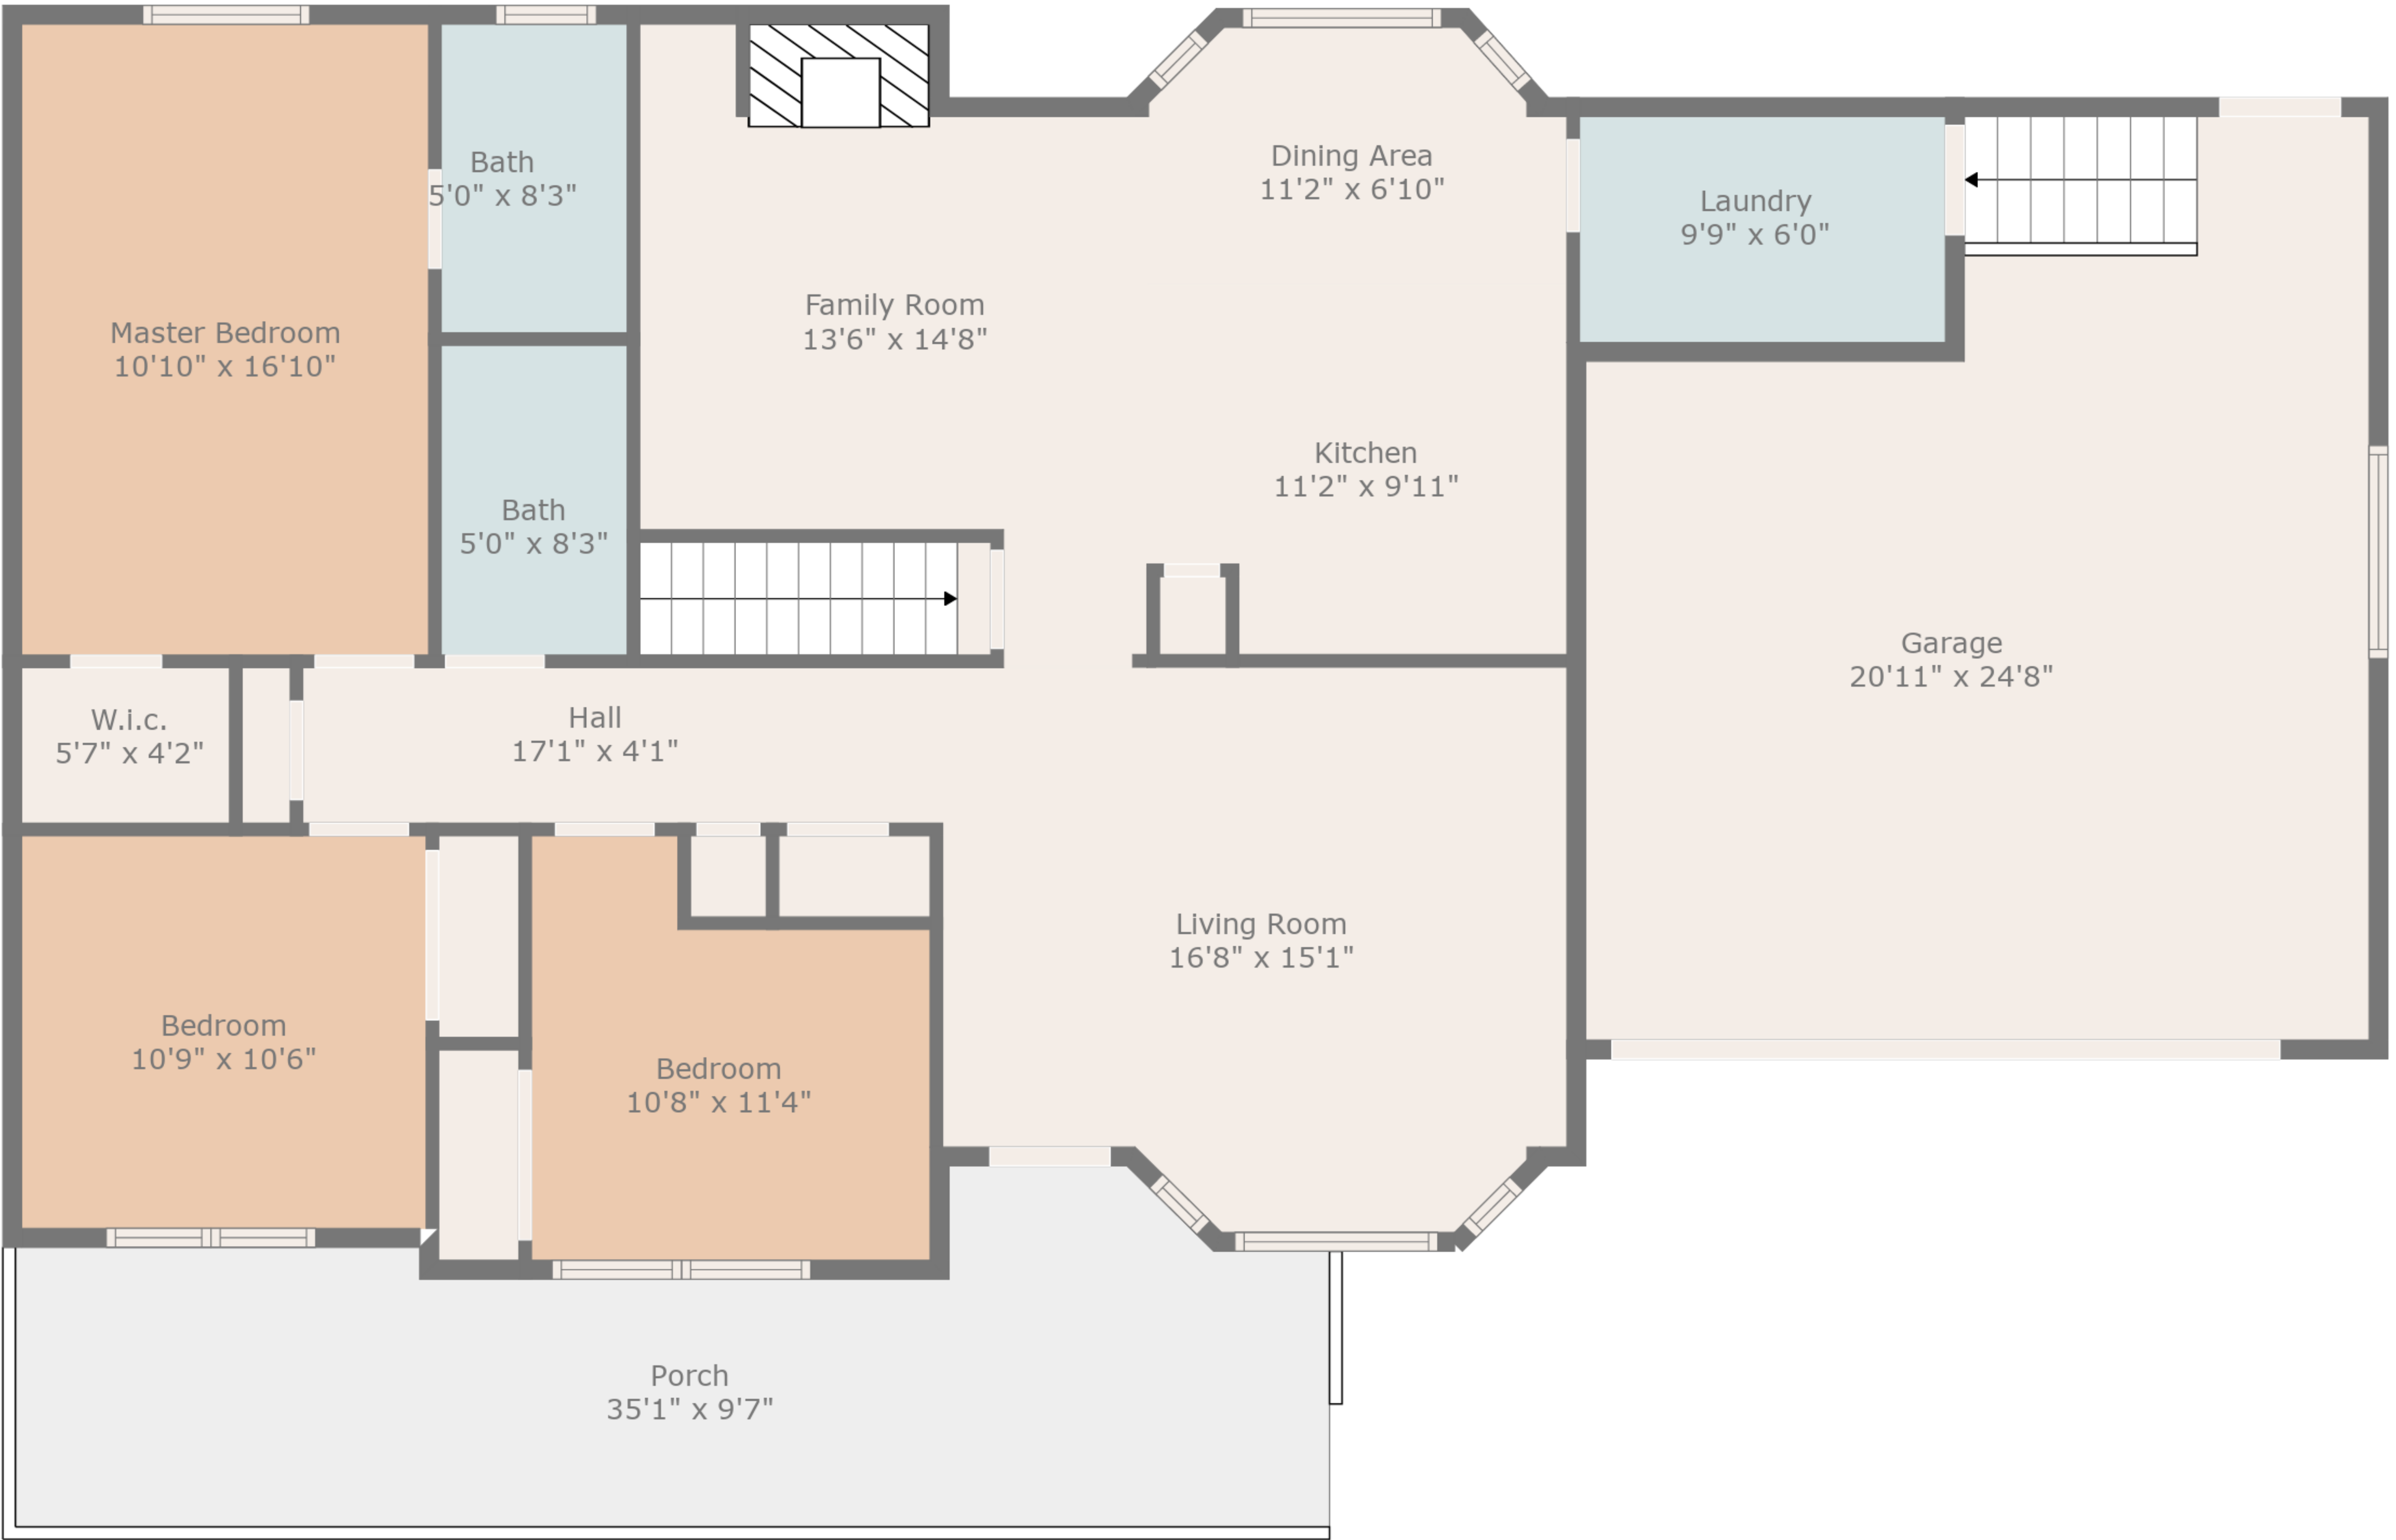 Bath
5'0" x 8'3"
Dining Area
11'2" x 6'10"
Laundry
9'9" x 6'0"
Family Room
13'6" x 14'8"
Master Bedroom
10'10" x 16'10"
Kitchen
11'2" x 9'11"
Bath
5'0" x 8'3"
Garage
20'11" x 24'8"
W.i.c.
5'7" x 4'2"
Hall
17'1" x 4'1"
Living Room
16'8" x 15'1"
Bedroom
10'9" x 10'6"
Bedroom
10'8" x 11'4"
Porch
35'1" x 9'7"